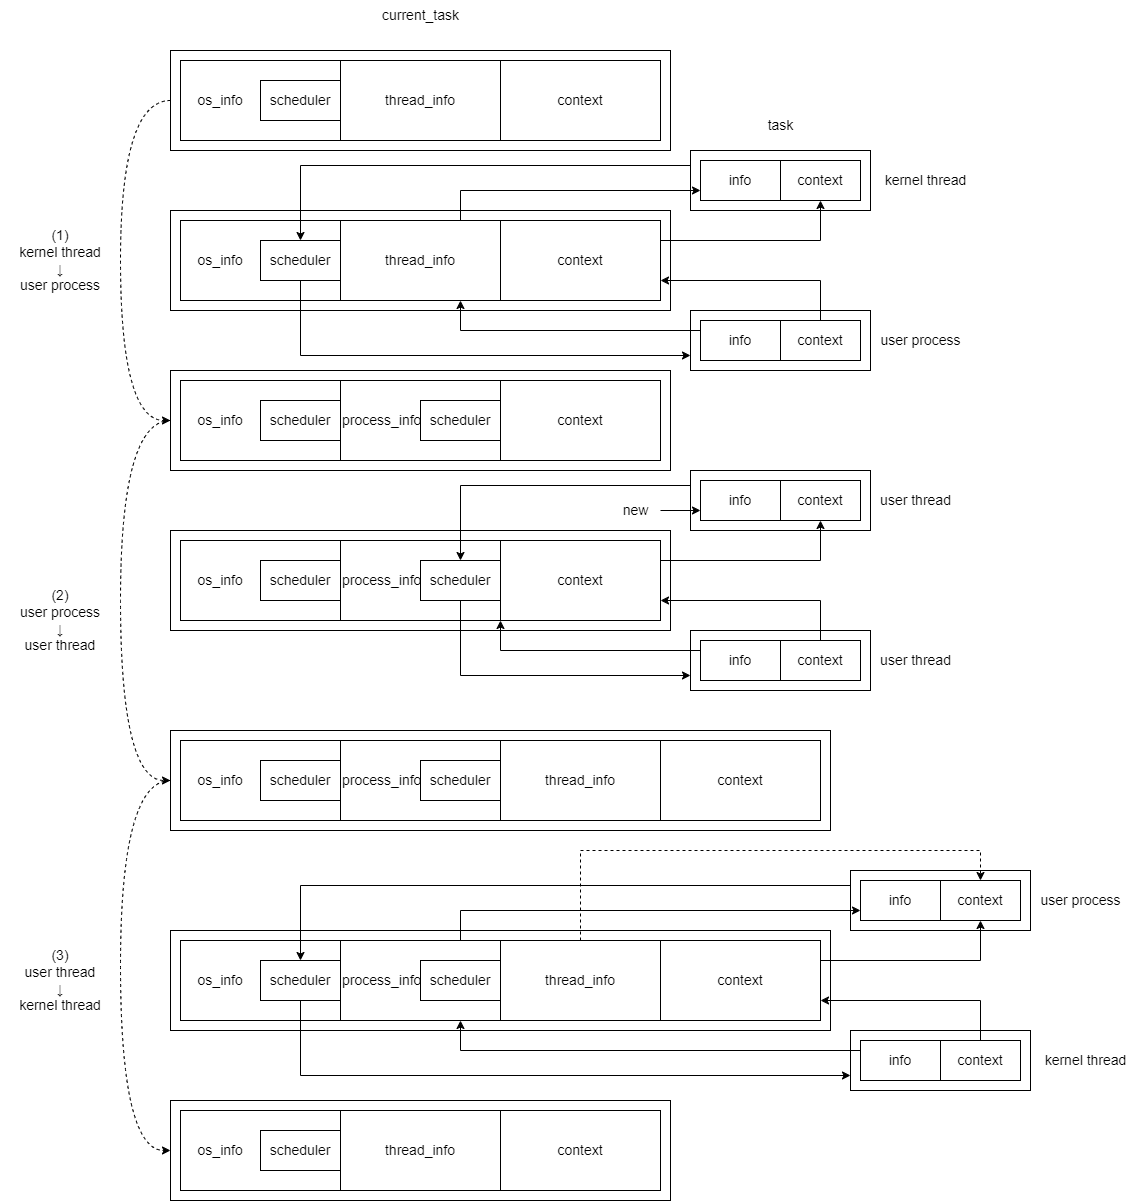 current_task
os_info
scheduler
thread_info
context
task
info
context
kernel thread
(1)
kernel thread
↓
user process
os_info
scheduler
thread_info
context
info
context
user process
os_info
scheduler
process_info
scheduler
context
info
context
user thread
new
(2)
user process
↓
user thread
os_info
scheduler
process_info
scheduler
context
info
context
user thread
os_info
scheduler
process_info
scheduler
thread_info
context
info
context
user process
(3)
user thread
↓
kernel thread
os_info
scheduler
process_info
scheduler
thread_info
context
info
context
kernel thread
os_info
scheduler
thread_info
context